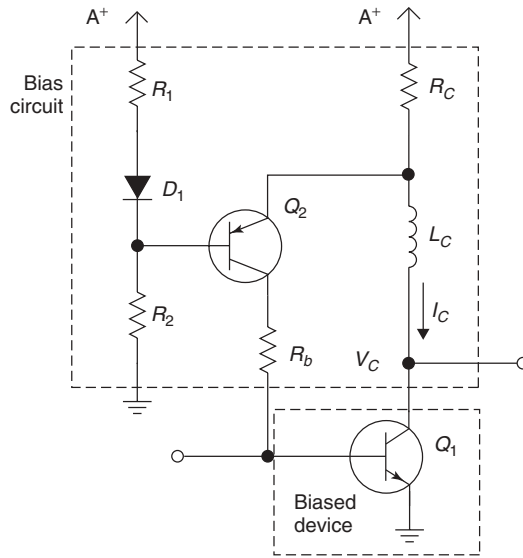 A+
A+
Bias
circuit
R1
RC
D1
Q2
LC
IC
R2
Rb
VC
Q1
Biased
device